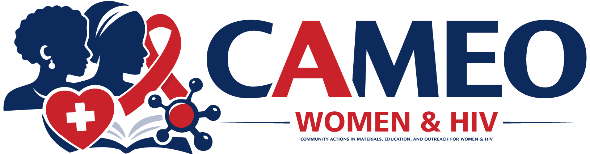 CAMEO
WOMEN & HIV
COMMUNITY ACTIONS IN MATERIALS, EDUCATION, AND OUTREACH FOR WOMEN & HIV